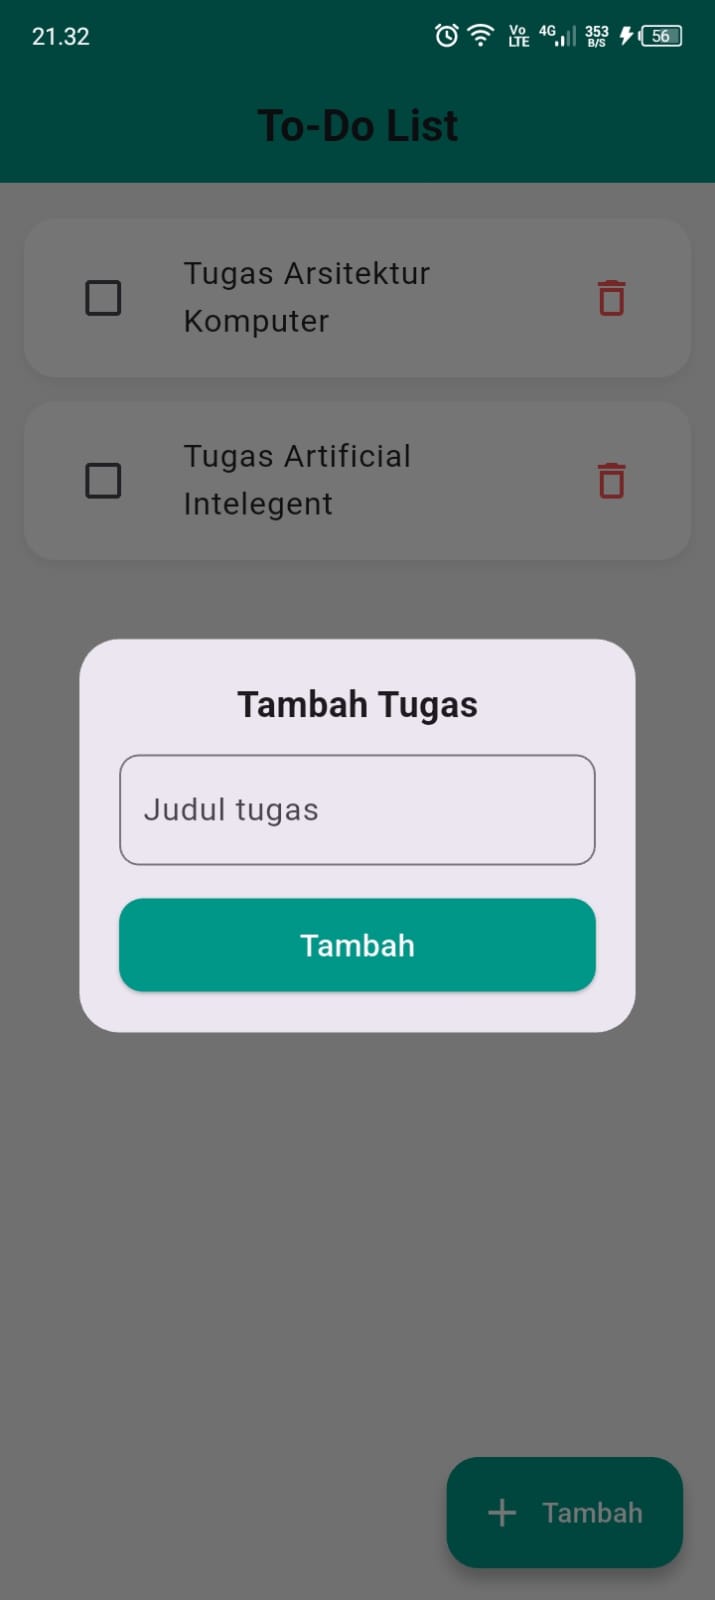 21.32
Vo LTE 4G 353 B/S 56
To-Do List
Tugas Arsitektur
Komputer
Tugas Artificial
Intelegent
Tambah Tugas
Judul tugas
Tambah
+ Tambah